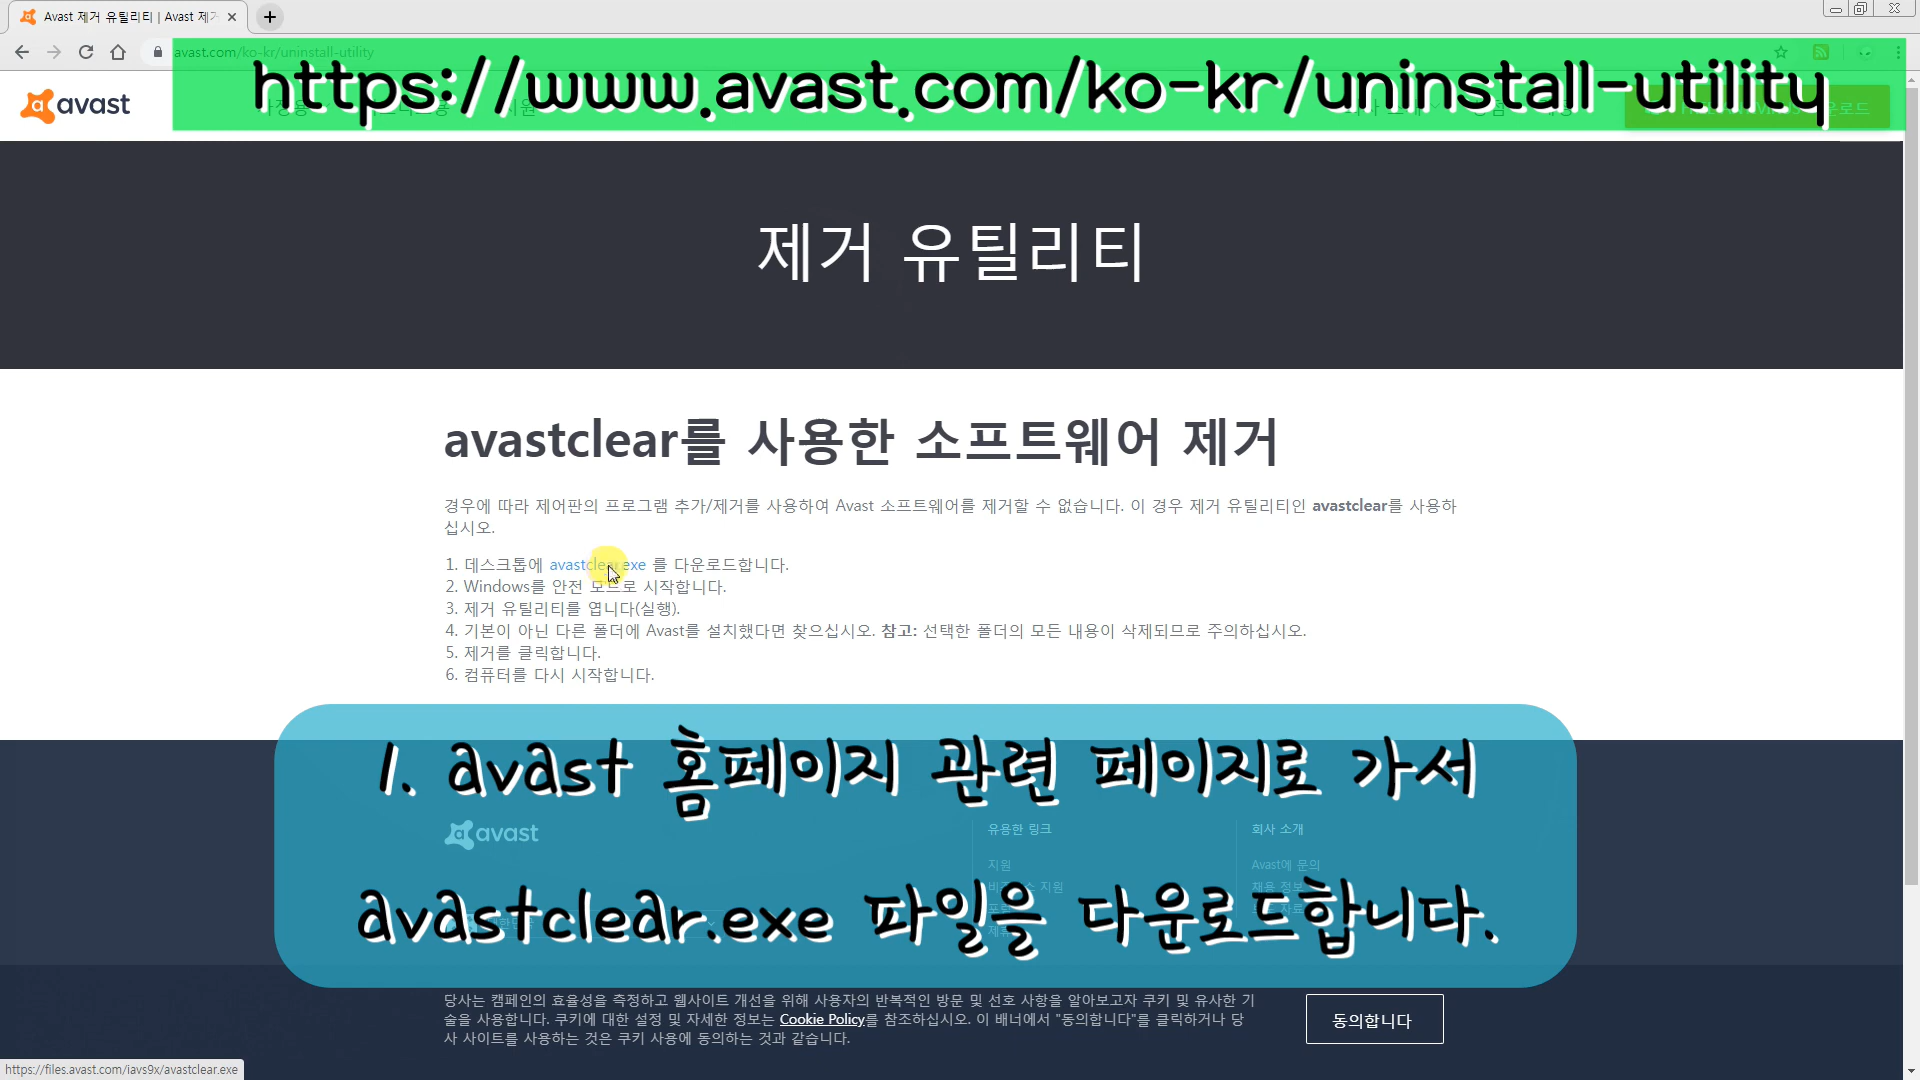 Avast 제거 유틸리티 | Avast 제거
avast.com/ko-kr/uninstall-utility
https://www.avast.com/ko-kr/uninstall-utility
avast
제거 유틸리티
avastclear를 사용한 소프트웨어 제거
경우에 따라 제어판의 프로그램 추가/제거를 사용하여 Avast 소프트웨어를 제거할 수 없습니다. 이 경우 제거 유틸리티인 avastclear를 사용하
십시오.
1. 데스크톱에 avastclear.exe 를 다운로드합니다.
2. Windows를 안전 모드로 시작합니다.
3. 제거 유틸리티를 엽니다(실행).
4. 기본이 아닌 다른 폴더에 Avast를 설치했다면 찾으십시오. 참고: 선택한 폴더의 모든 내용이 삭제되므로 주의하십시오.
5. 제거를 클릭합니다.
6. 컴퓨터를 다시 시작합니다.
1. avast 홈페이지 관련 페이지로 가서
avast
유용한 링크
회사 소개
지원
Avast에 문의
지원
채용 정보
avastclear.exe 파일을 다운로드합니다.
당사는 캠페인의 효율성을 측정하고 웹사이트 개선을 위해 사용자의 반복적인 방문 및 선호 사항을 알아보고자 쿠키 및 유사한 기
술을 사용합니다. 쿠키에 대한 설정 및 자세한 정보는 Cookie Policy를 참조하십시오. 이 배너에서 "동의합니다"를 클릭하거나 당
사 사이트를 사용하는 것은 쿠키 사용에 동의하는 것과 같습니다.
동의합니다
https://files.avast.com/iavs9x/avastclear.exe